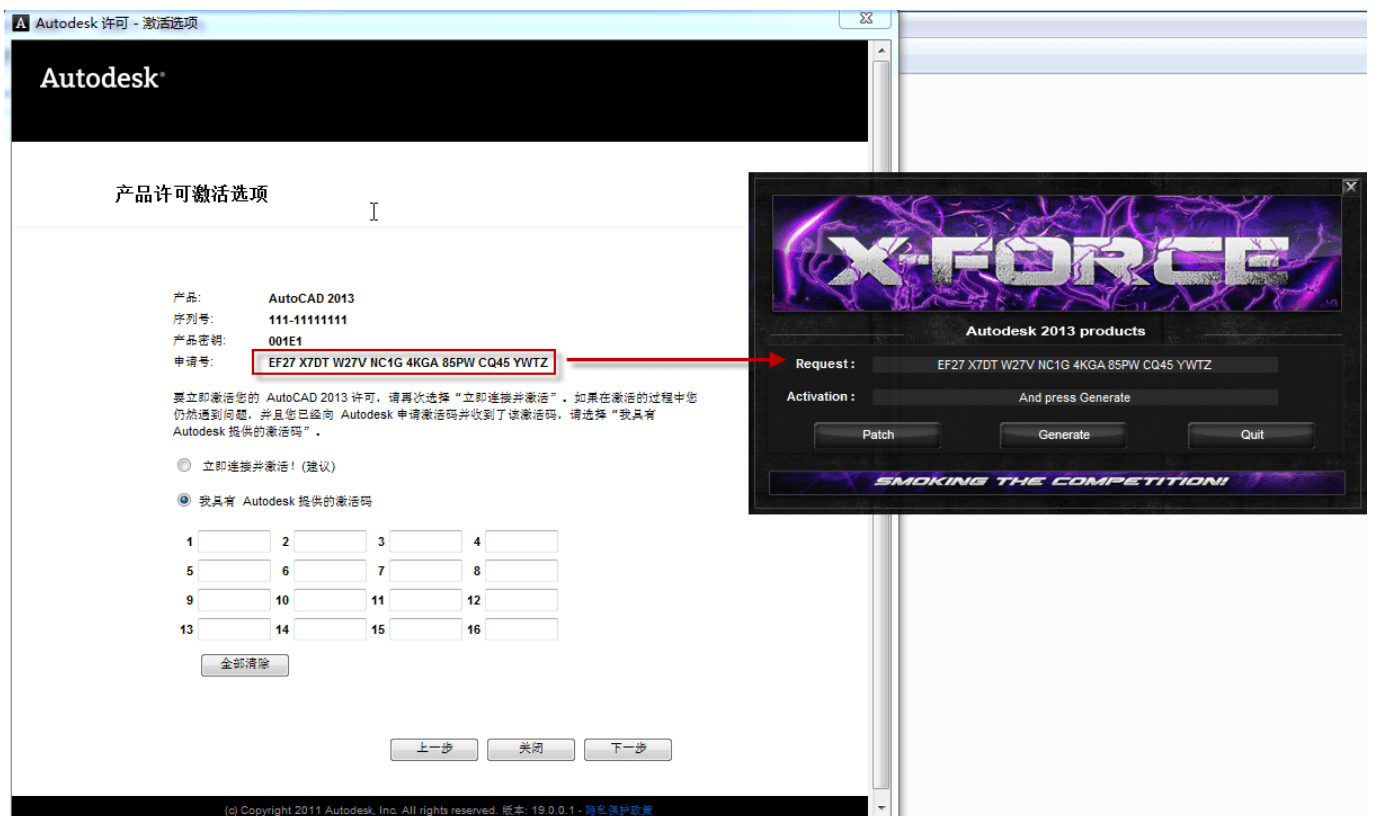 Autodesk 许可 - 激活选项
Autodesk
产品许可激活选项
产品: AutoCAD 2013
序列号: 111-11111111
产品密钥: 001E1
申请号: EF27 X7DT W27V NC1G 4KGA 85PW CQ45 YWTZ
要立即激活您的 AutoCAD 2013 许可，请再次选择“立即连接并激活”。如果在激活的过程中您
仍然遇到问题，并且您已经向 Autodesk 申请激活码并收到了该激活码，请选择“我具有
Autodesk 提供的激活码”。
立即连接并激活! (建议)
我具有 Autodesk 提供的激活码
1 2 3 4
5 6 7 8
9 10 11 12
13 14 15 16
全部清除
上一步 关闭 下一步
(c) Copyright 2011 Autodesk, Inc. All rights reserved. 版本: 19.0.0.1 - 隐私保护政策
X-FORCE
JG
Autodesk 2013 products
Request : EF27 X7DT W27V NC1G 4KGA 85PW CQ45 YWTZ
Activation : And press Generate
Patch Generate Quit
SMOKING THE COMPETITION!